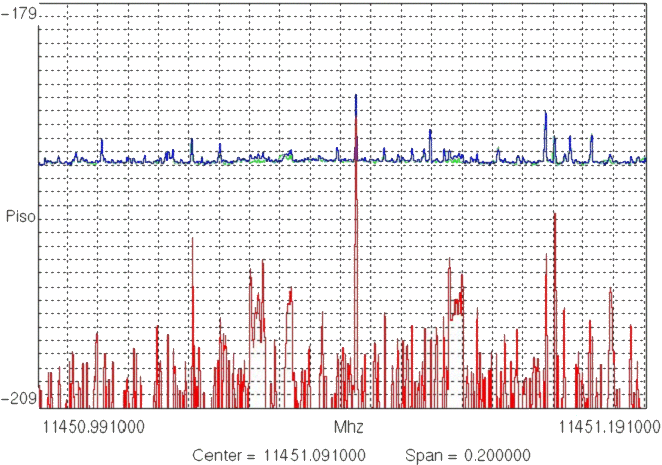 -179
Piso
-209
11450.991000 Mhz 11451.191000
Center = 11451.091000 Span = 0.200000